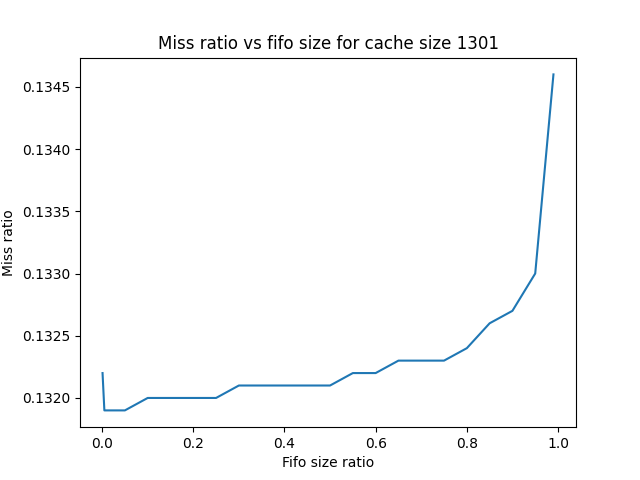 Miss ratio vs fifo size for cache size 1301
0.1345
0.1340
0.1335
0.1330
0.1325
0.1320
Miss ratio
0.0 0.2 0.4 0.6 0.8 1.0
Fifo size ratio